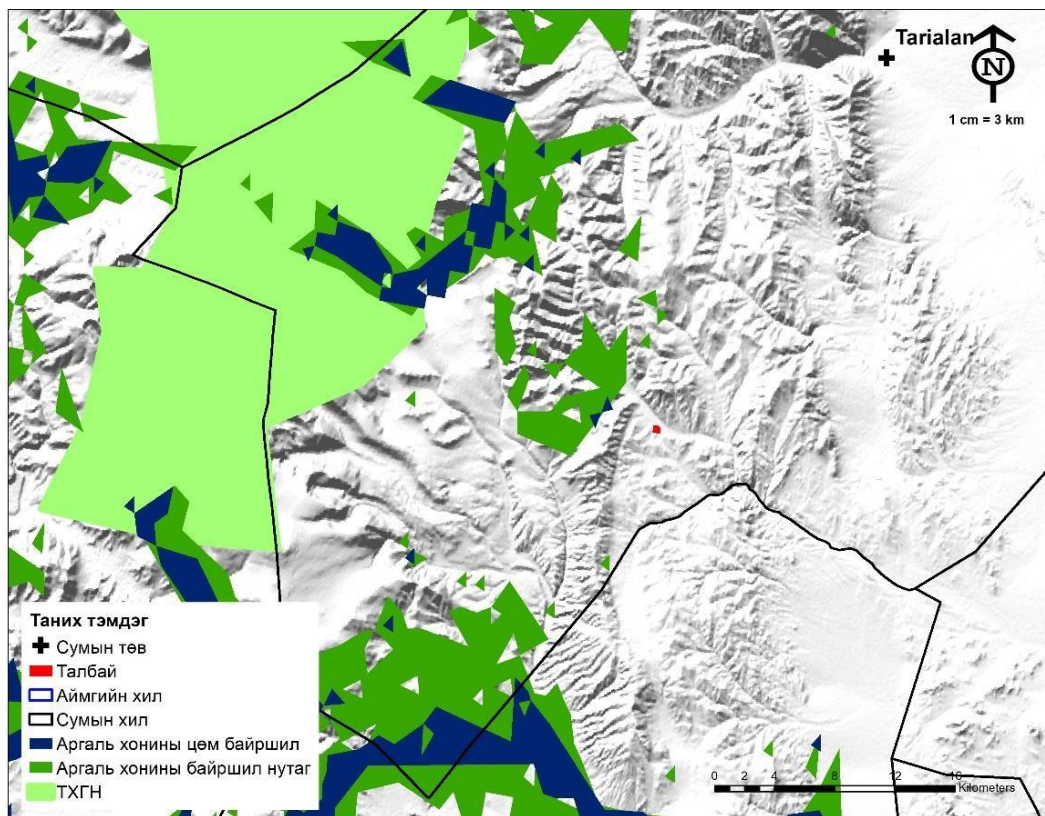 Tarialan
N
1 cm = 3 km
Таних тэмдэг
Сумын төв
Талбай
Аймгийн хил
Сумын хил
Аргаль хонины цөм байршил
Аргаль хонины байршил нутаг
ТХГН
0 2 4 8 12 16
Kilometers